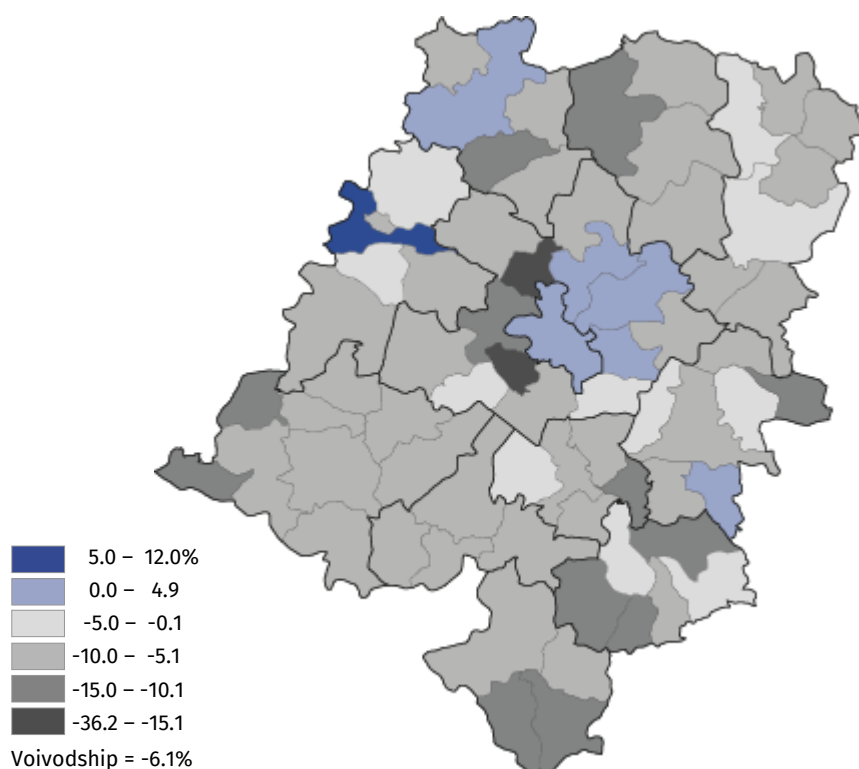 5.0 – 12.0%
0.0 – 4.9
-5.0 – -0.1
-10.0 – -5.1
-15.0 – -10.1
-36.2 – -15.1
Voivodship = -6.1%